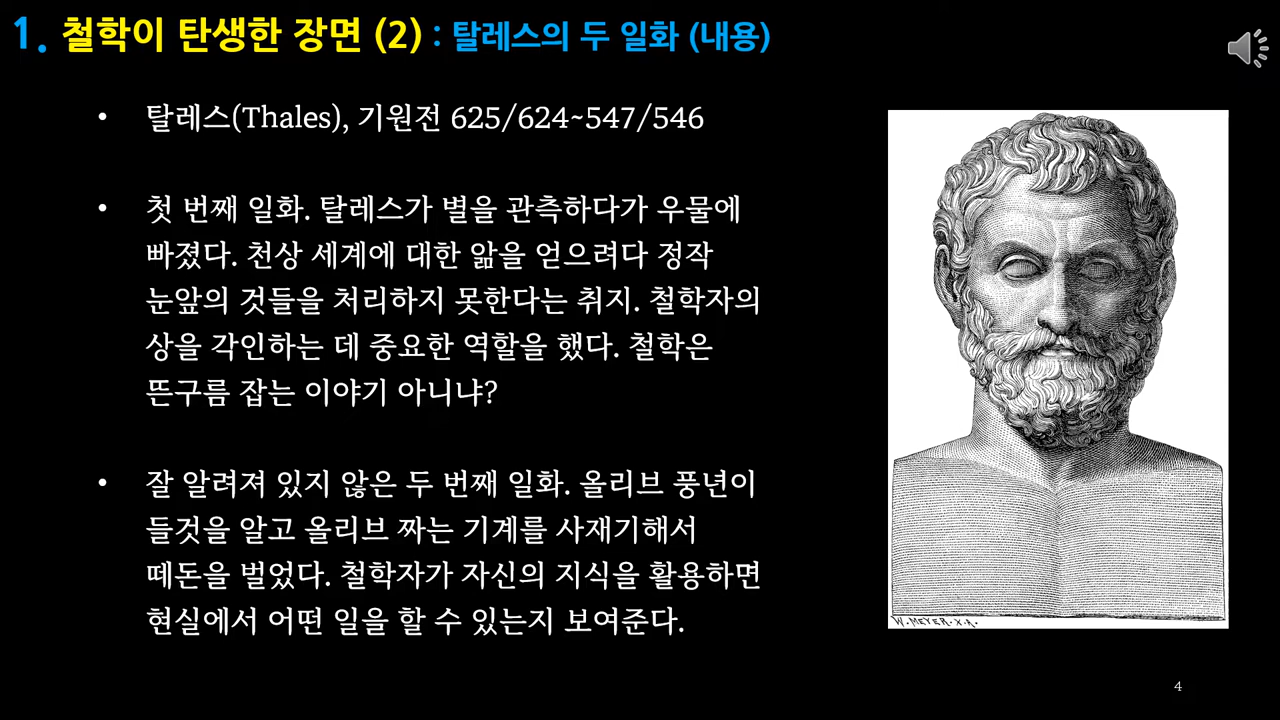 1. 철학이 탄생한 장면 (2) : 탈레스의 두 일화 (내용)
• 탈레스(Thales), 기원전 625/624~547/546
• 첫 번째 일화. 탈레스가 별을 관측하다가 우물에
빠졌다. 천상 세계에 대한 앎을 얻으려다 정작
눈앞의 것들을 처리하지 못한다는 취지. 철학자의
상을 각인하는 데 중요한 역할을 했다. 철학은
뜬구름 잡는 이야기 아니냐?
• 잘 알려져 있지 않은 두 번째 일화. 올리브 풍년이
들것을 알고 올리브 짜는 기계를 사재기해서
떼돈을 벌었다. 철학자가 자신의 지식을 활용하면
현실에서 어떤 일을 할 수 있는지 보여준다.
W. MEYER. X.A.
4